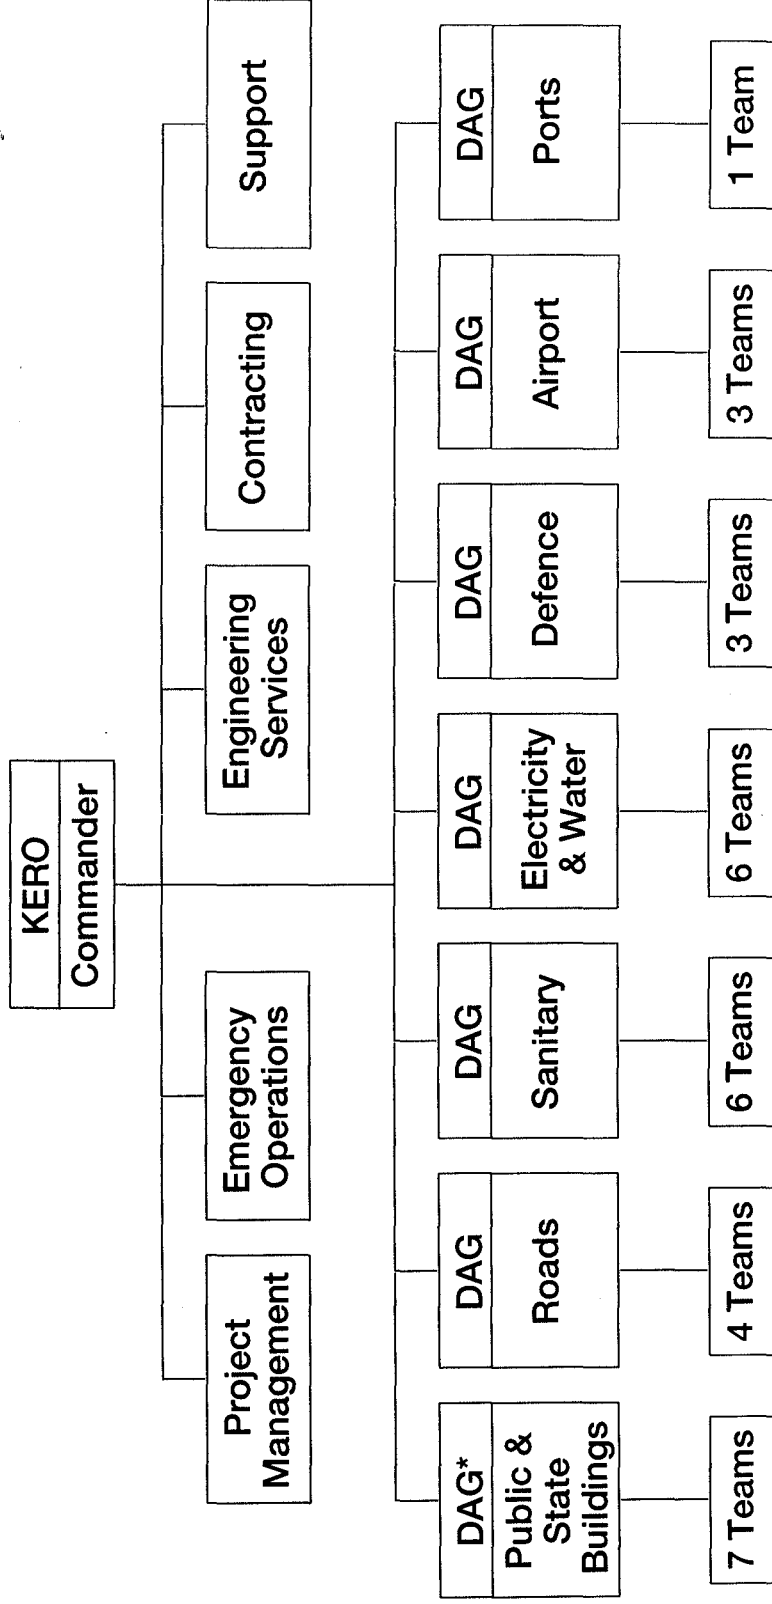 KERO
Commander
Project
Management
Emergency
Operations
Engineering
Services
Contracting
Support
DAG*
Public &
State
Buildings
DAG
Roads
DAG
Sanitary
DAG
Electricity
& Water
DAG
Defence
DAG
Airport
DAG
Ports
7 Teams
4 Teams
6 Teams
6 Teams
3 Teams
3 Teams
1 Team